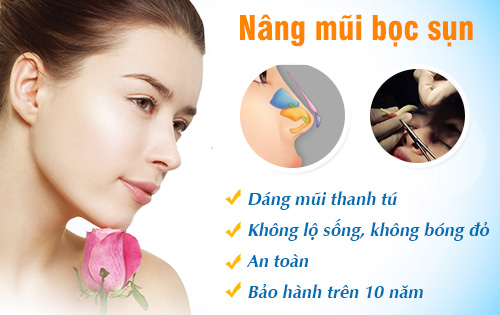 Nâng mũi bọc sụn
Dáng mũi thanh tú
Không lộ sống, không bóng đỏ
An toàn
Bảo hành trên 10 năm